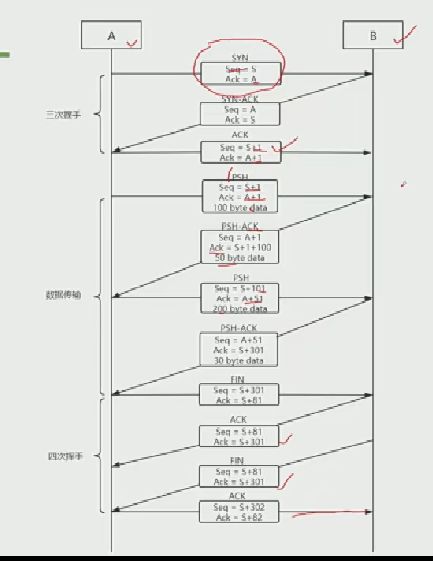 A
B
SYN
Seq = S
Ack = A
SYN-ACK
Seq = A
Ack = S
三次握手
ACK
Seq = S+1
Ack = A+1
PSH
Seq = S+1
Ack = A+1
100 byte data
PSH-ACK
Seq = A+1
Ack = S+1+100
50 byte data
数据传输
PSH
Seq = S+101
Ack = A+51
200 byte data
PSH-ACK
Seq = A+51
Ack = S+301
30 byte data
FIN
Seq = S+301
Ack = S+81
ACK
Seq = S+81
Ack = S+301
四次挥手
FIN
Seq = S+81
Ack = S+301
ACK
Seq = S+302
Ack = S+82